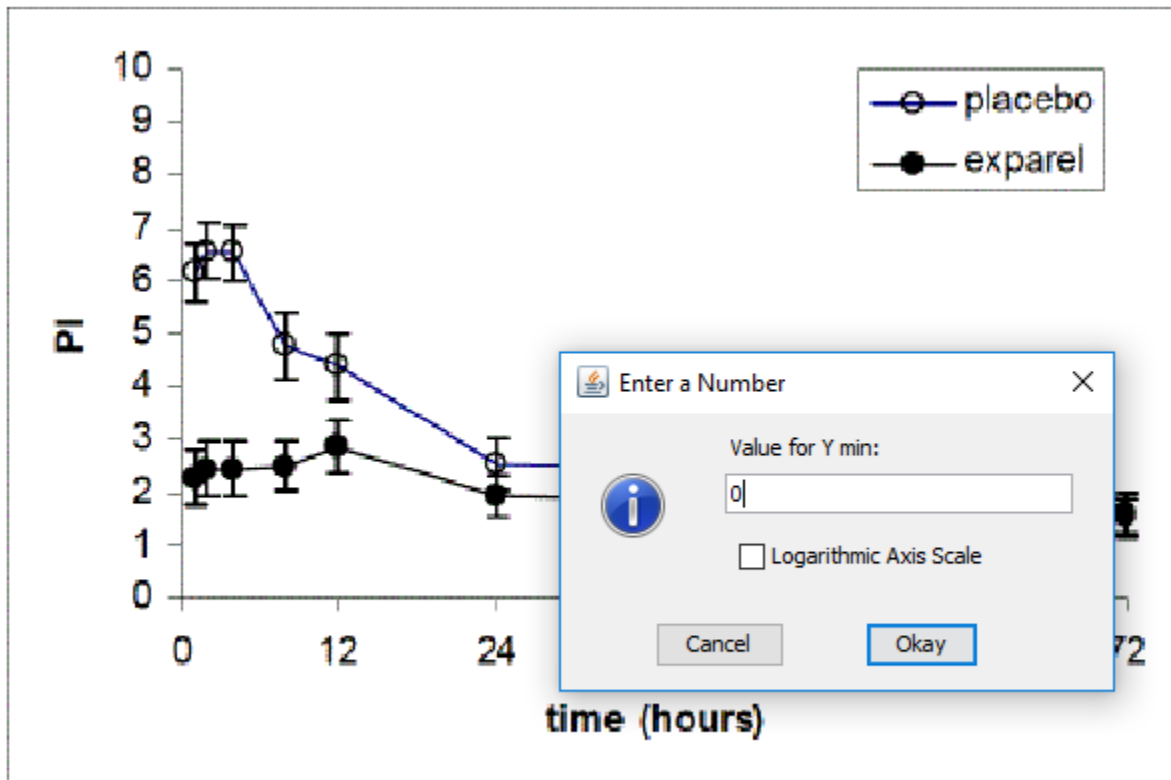 10
9
8
7
6
5
4
3
2
1
0
PI
placebo
exparel
Enter a Number
Value for Y min:
0
Logarithmic Axis Scale
Cancel
Okay
0 12 24 72
time (hours)